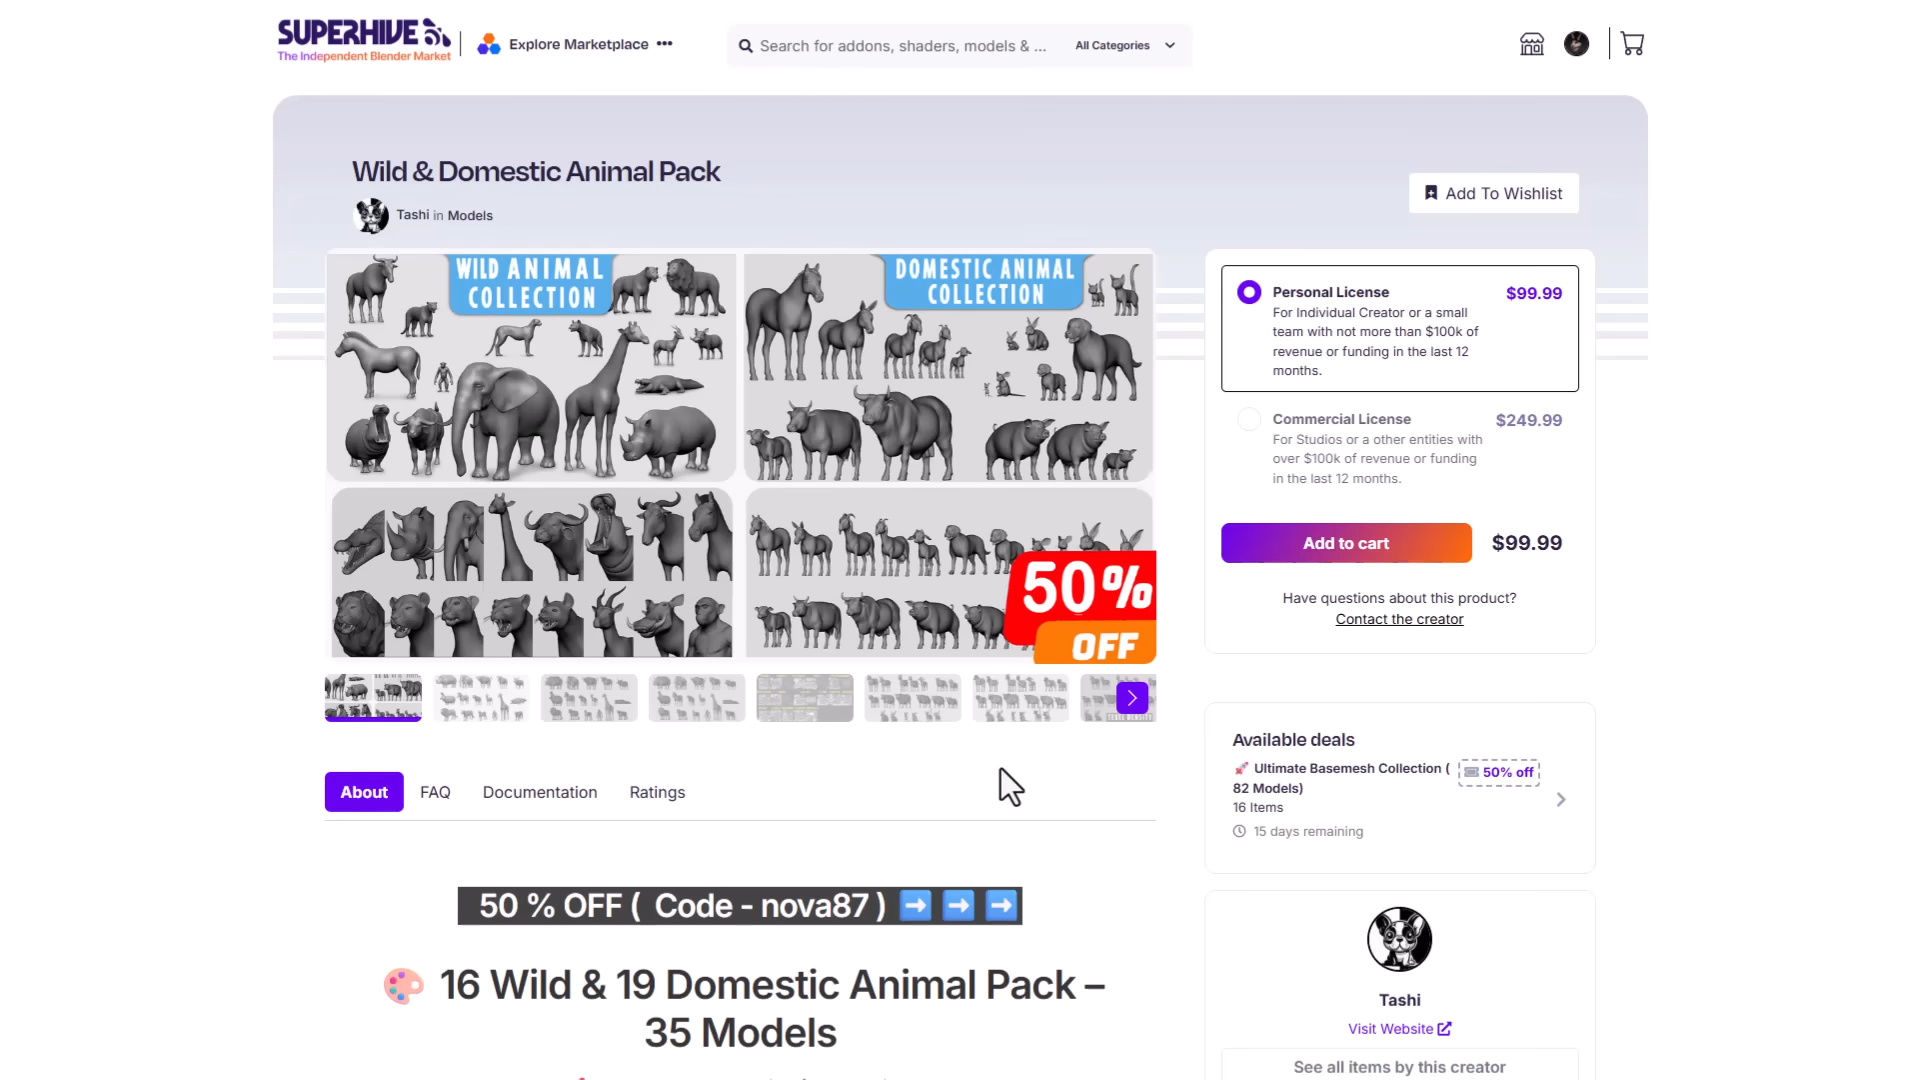 SUPERHIVE
The Independent Blender Market
Explore Marketplace •••
Search for addons, shaders, models & ...
All Categories
Wild & Domestic Animal Pack
Tashi in Models
Add To Wishlist
WILD ANIMAL
COLLECTION
DOMESTIC ANIMAL
COLLECTION
50%
OFF
Personal License
$99.99
For Individual Creator or a small
team with not more than $100k of
revenue or funding in the last 12
months.
Commercial License
$249.99
For Studios or a other entities with
over $100k of revenue or funding
in the last 12 months.
Add to cart
$99.99
Have questions about this product?
Contact the creator
About
FAQ
Documentation
Ratings
Available deals
🚀 Ultimate Basemesh Collection (
82 Models)
50% off
16 Items
15 days remaining
50 % OFF ( Code - nova87 ) ➡️ ➡️ ➡️
🎨 16 Wild & 19 Domestic Animal Pack –
35 Models
Tashi
Visit Website
See all items by this creator